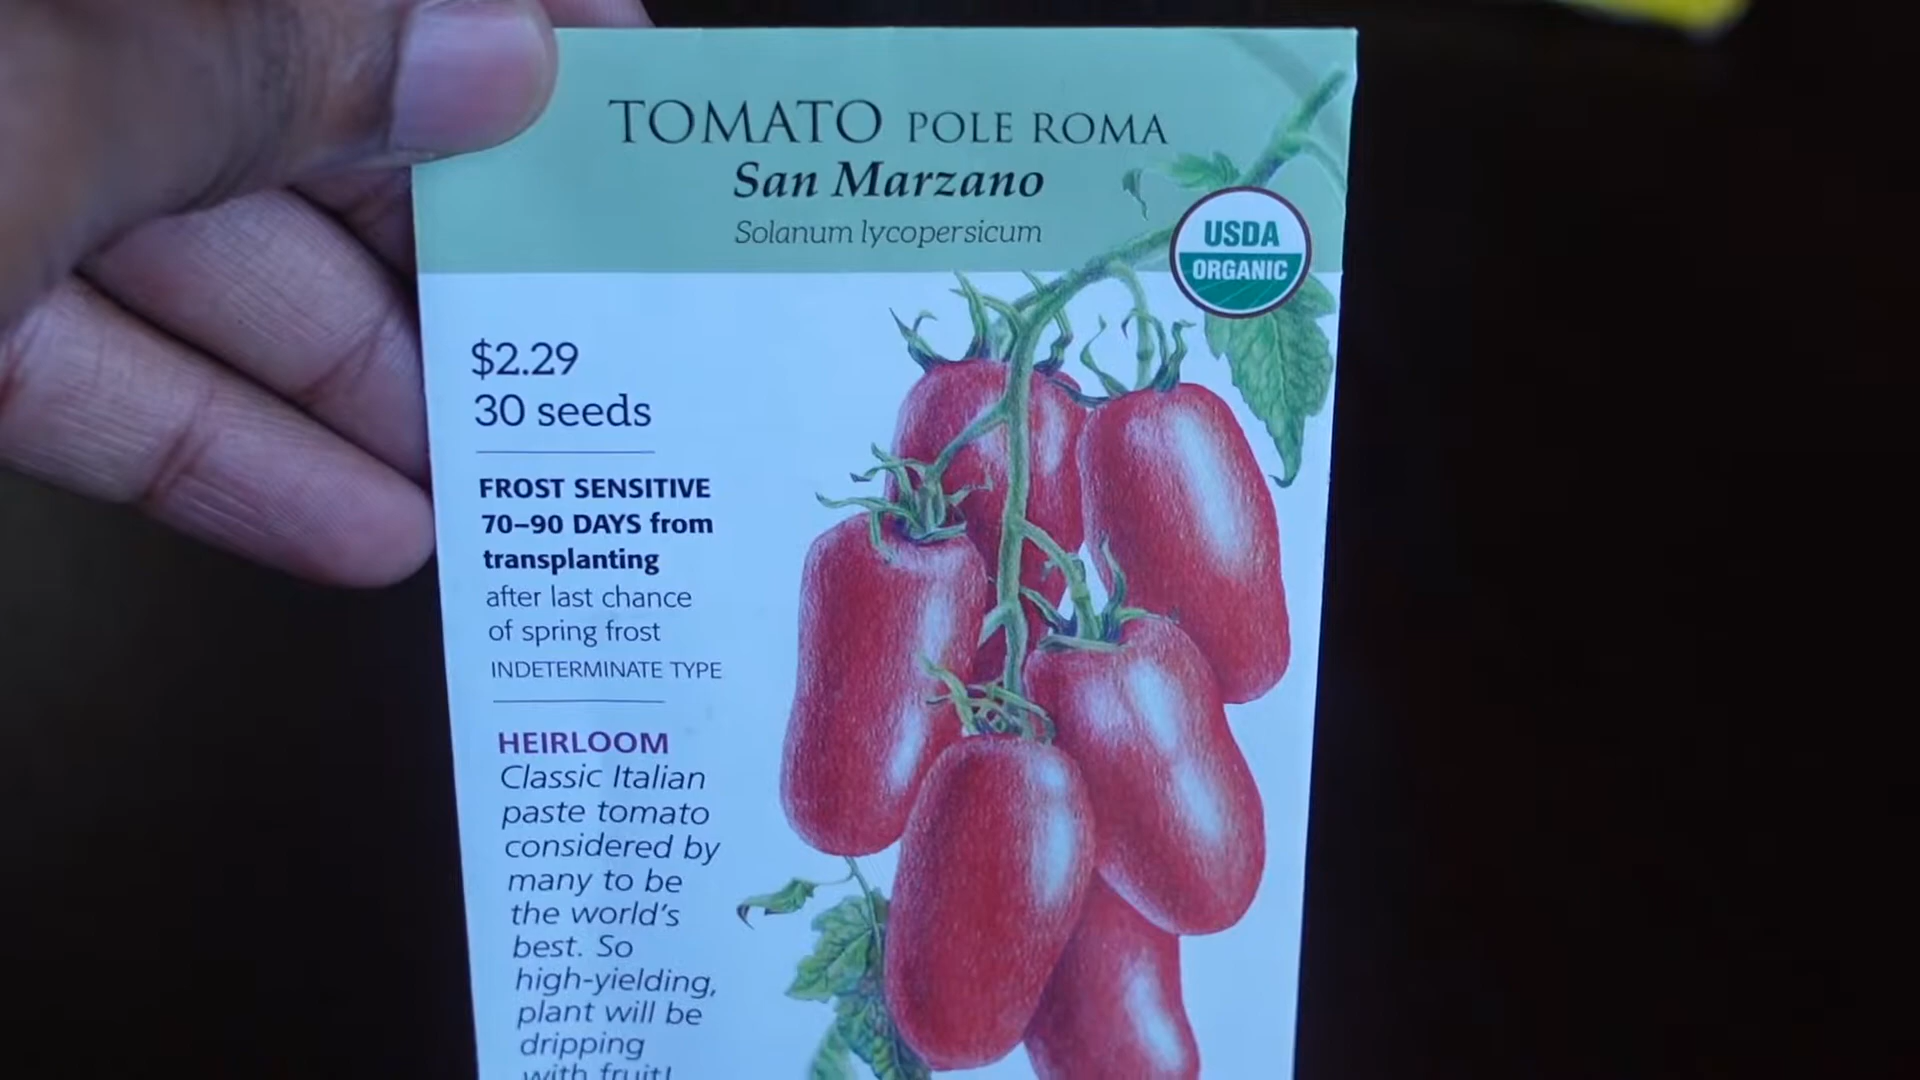 TOMATO POLE ROMA
San Marzano
Solanum lycopersicum
USDA
ORGANIC
$2.29
30 seeds
FROST SENSITIVE
70–90 DAYS from
transplanting
after last chance
of spring frost
INDETERMINATE TYPE
HEIRLOOM
Classic Italian
paste tomato
considered by
many to be
the world's
best. So
high-yielding,
plant will be
dripping
with fruit!